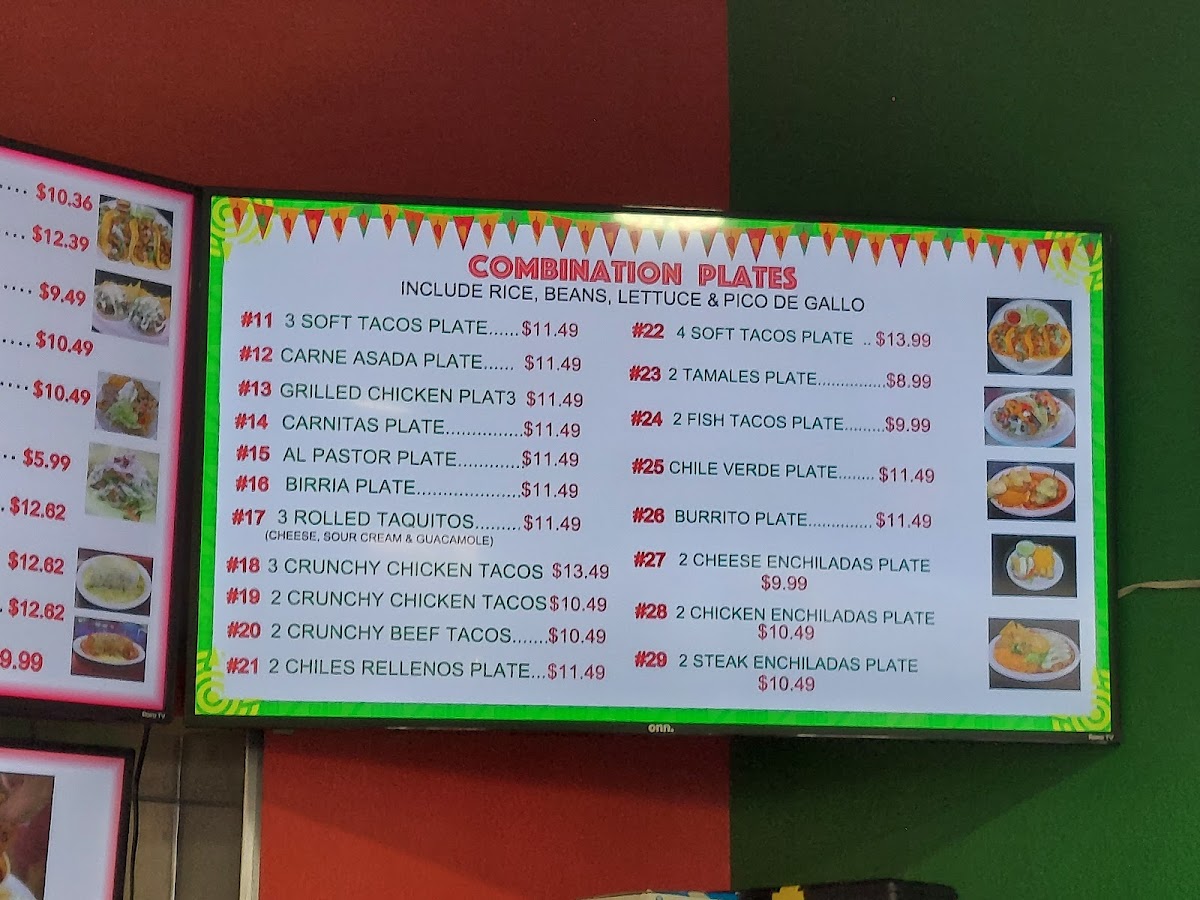 .... $10.36
... $12.39
..... $9.49
.... $10.49
.... $10.49
.. $5.99
. $12.62
$12.62
. $12.62
9.99
Roku TV
COMBINATION PLATES
INCLUDE RICE, BEANS, LETTUCE & PICO DE GALLO
#11 3 SOFT TACOS PLATE......$11.49
#12 CARNE ASADA PLATE...... $11.49
#13 GRILLED CHICKEN PLAT3 $11.49
#14 CARNITAS PLATE...............$11.49
#15 AL PASTOR PLATE............$11.49
#16 BIRRIA PLATE....................$11.49
#17 3 ROLLED TAQUITOS.........$11.49
(CHEESE, SOUR CREAM & GUACAMOLE)
#18 3 CRUNCHY CHICKEN TACOS $13.49
#19 2 CRUNCHY CHICKEN TACOS $10.49
#20 2 CRUNCHY BEEF TACOS.......$10.49
#21 2 CHILES RELLENOS PLATE...$11.49
#22 4 SOFT TACOS PLATE .. $13.99
#23 2 TAMALES PLATE..............$8.99
#24 2 FISH TACOS PLATE.........$9.99
#25 CHILE VERDE PLATE........ $11.49
#26 BURRITO PLATE..............$11.49
#27 2 CHEESE ENCHILADAS PLATE
$9.99
#28 2 CHICKEN ENCHILADAS PLATE
$10.49
#29 2 STEAK ENCHILADAS PLATE
$10.49
onn.
Roku TV